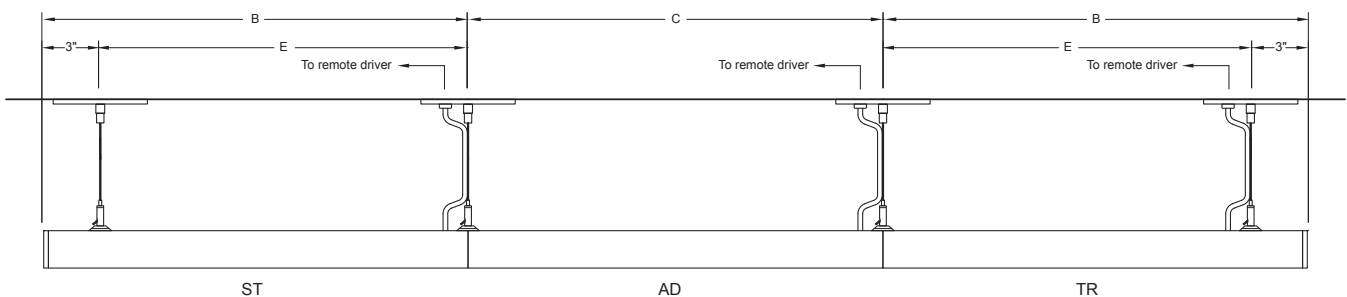 B C B
3" E E 3"
To remote driver To remote driver To remote driver
ST AD TR